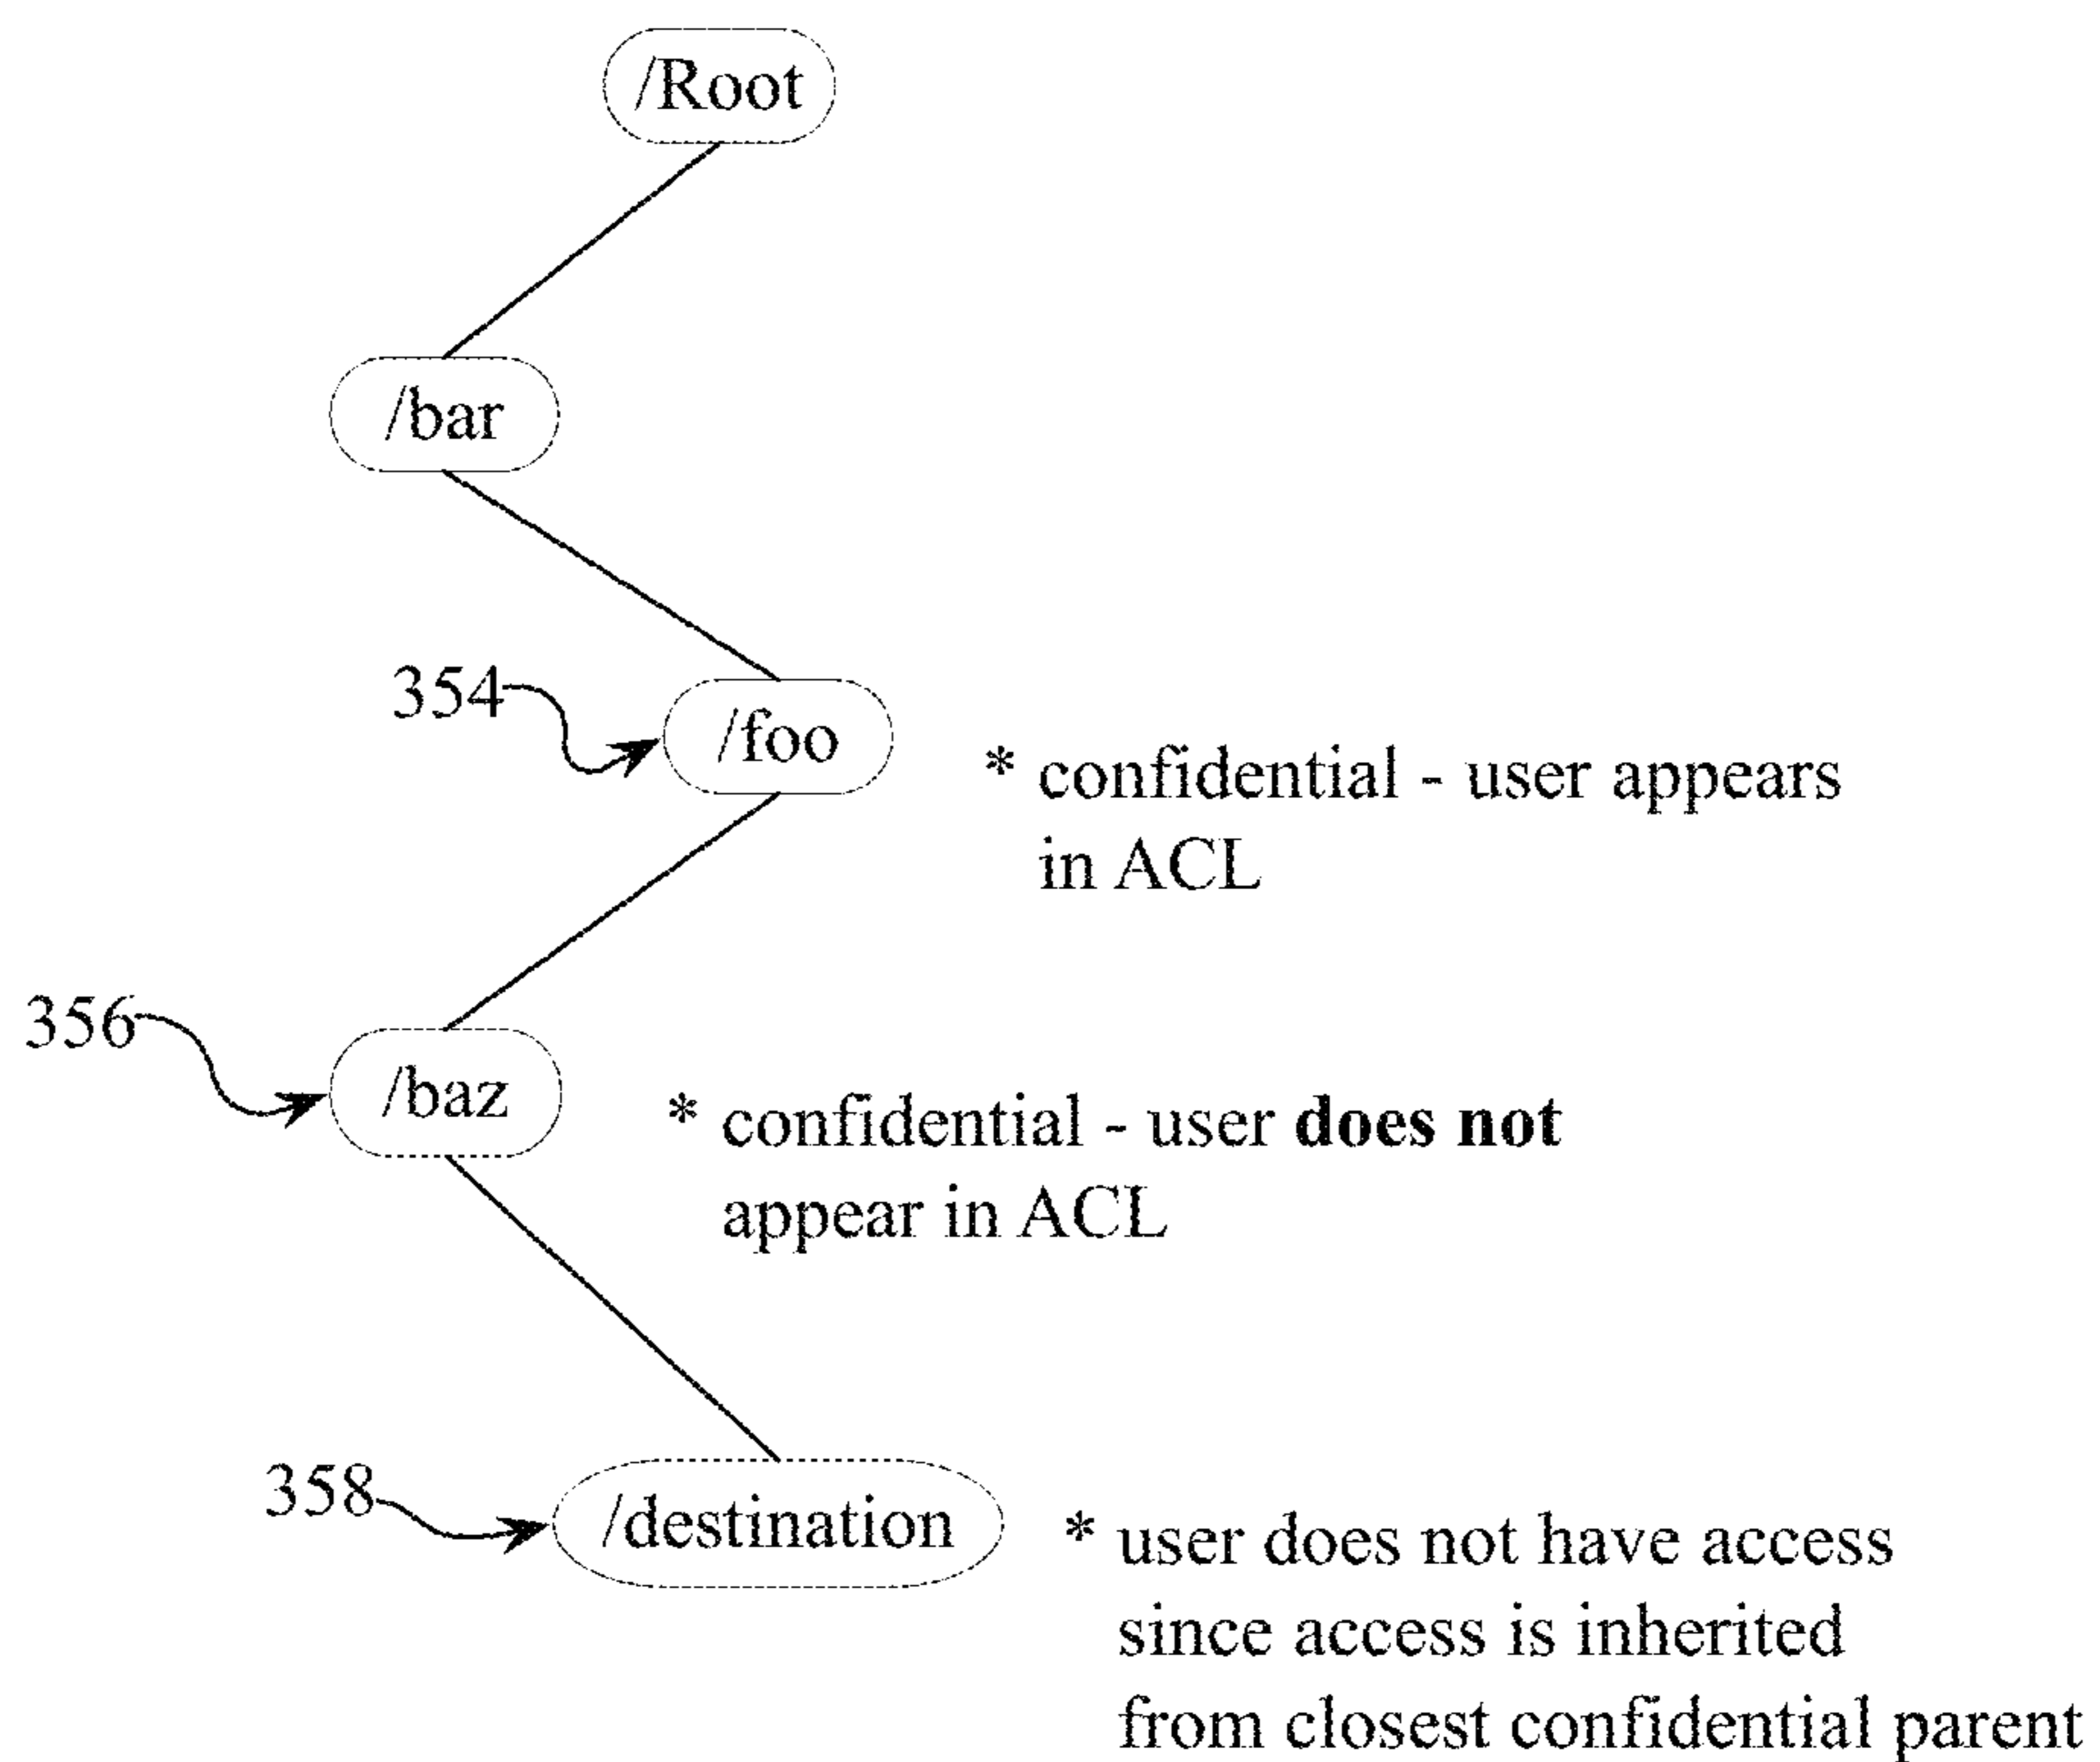 /Root
/bar
354
/foo
* confidential - user appears
in ACL
356
/baz
* confidential - user does not
appear in ACL
358
/destination
* user does not have access
since access is inherited
from closest confidential parent